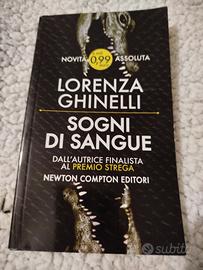 NOVITÀ 0,99 ASSOLUTA
LORENZA
GHINELLI
SOGNI
DI SANGUE
DALL'AUTRICE FINALISTA
AL PREMIO STREGA
NEWTON COMPTON EDITORI
subito